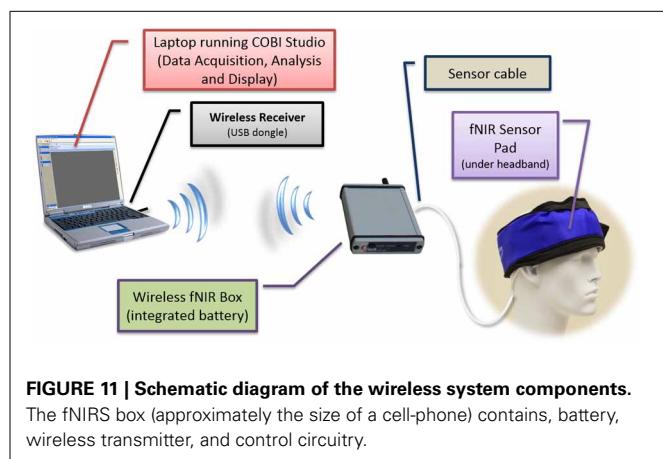 Laptop running COBI Studio
(Data Acquisition, Analysis
and Display)
Wireless Receiver
(USB dongle)
Sensor cable
fNIR Sensor
Pad
(under headband)
Wireless fNIR Box
(integrated battery)
FIGURE 11 | Schematic diagram of the wireless system components.
The fNIRS box (approximately the size of a cell-phone) contains, battery,
wireless transmitter, and control circuitry.